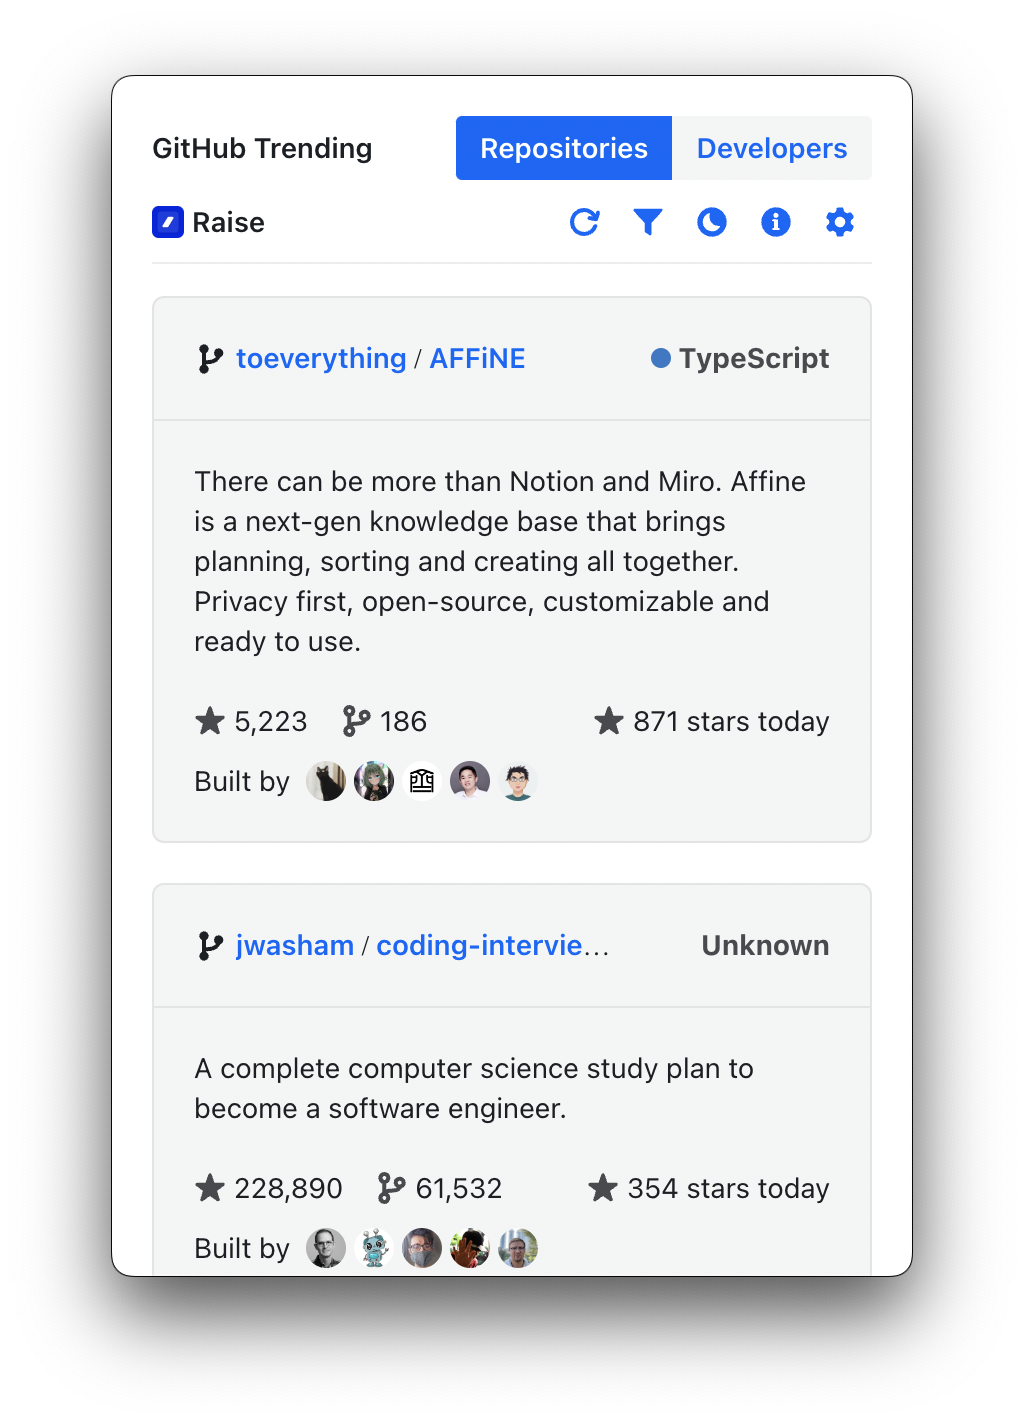 GitHub Trending
Repositories
Developers
Raise
toeverything / AFFiNE
TypeScript
There can be more than Notion and Miro. Affine
is a next-gen knowledge base that brings
planning, sorting and creating all together.
Privacy first, open-source, customizable and
ready to use.
5,223
186
871 stars today
Built by
jwasham / coding-intervie…
Unknown
A complete computer science study plan to
become a software engineer.
228,890
61,532
354 stars today
Built by